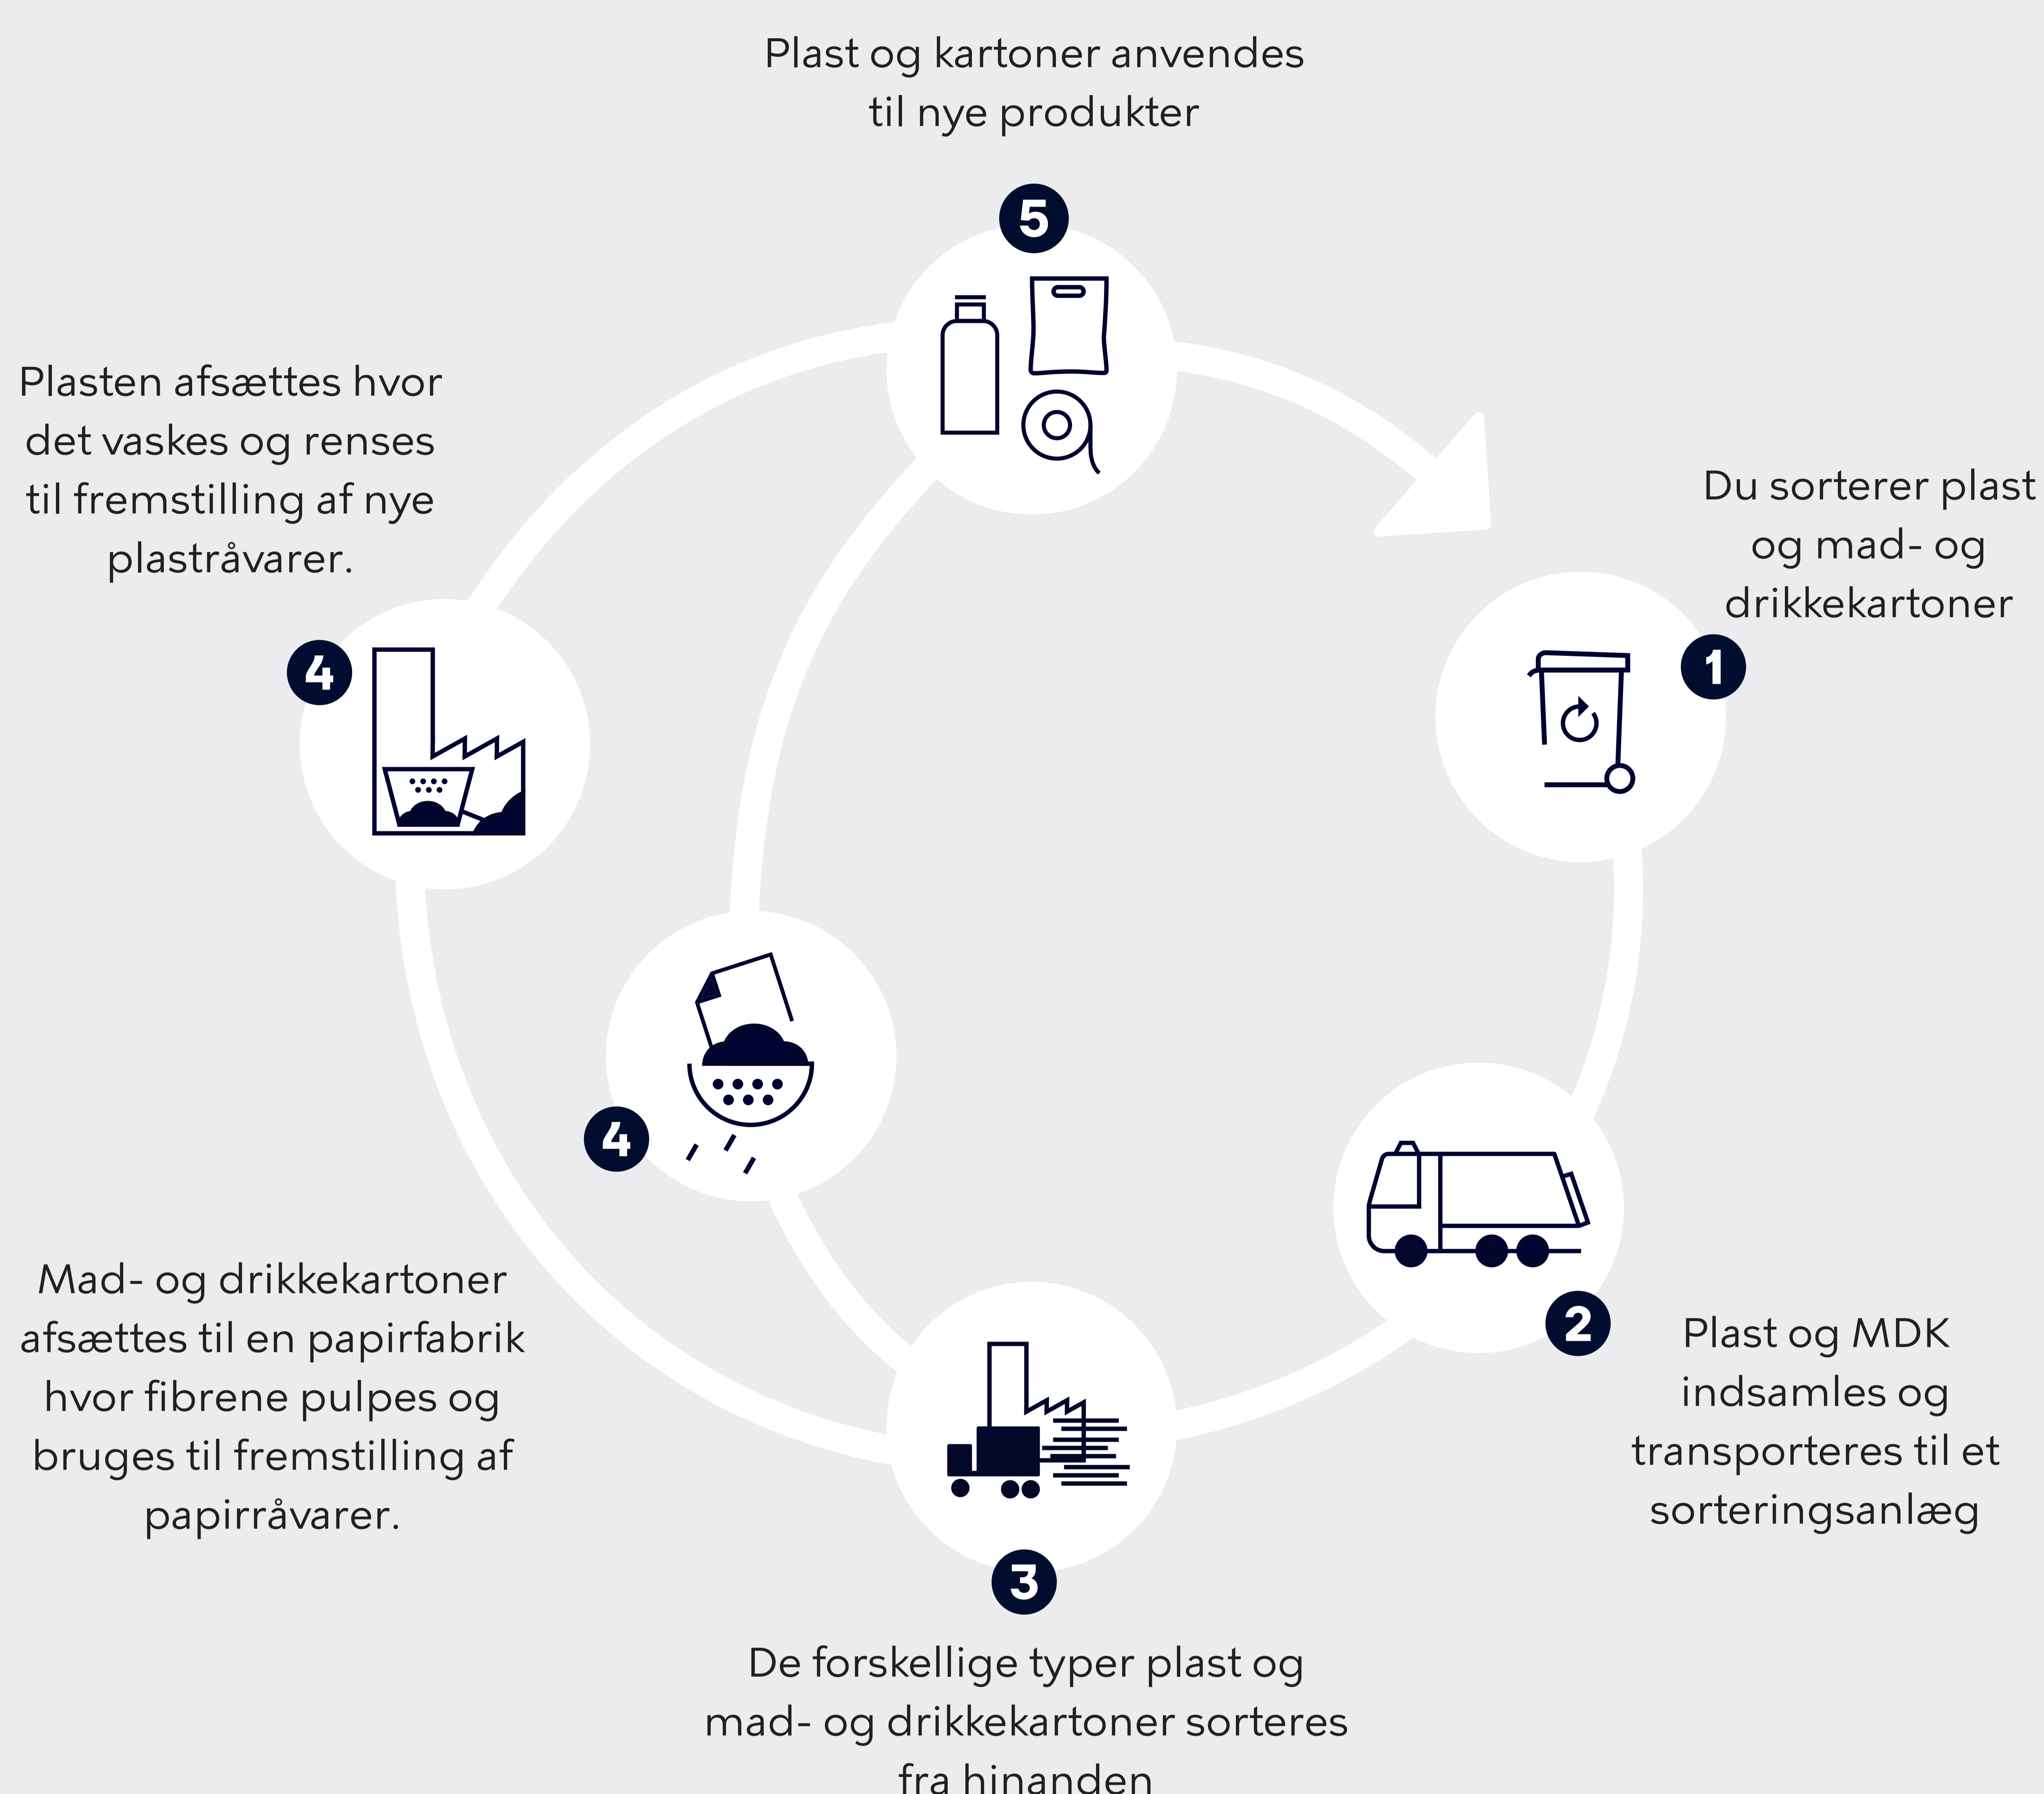 Plast og kartoner anvendes
til nye produkter
5
Plasten afsættes hvor
det vaskes og renses
til fremstilling af nye
plastråvarer.
4
Du sorterer plast
og mad- og
drikkekartoner
1
4
Mad- og drikkekartoner
afsættes til en papirfabrik
hvor fibrene pulpes og
bruges til fremstilling af
papirråvarer.
2
Plast og MDK
indsamles og
transporteres til et
sorteringsanlæg
3
De forskellige typer plast og
mad- og drikkekartoner sorteres
fra hinanden